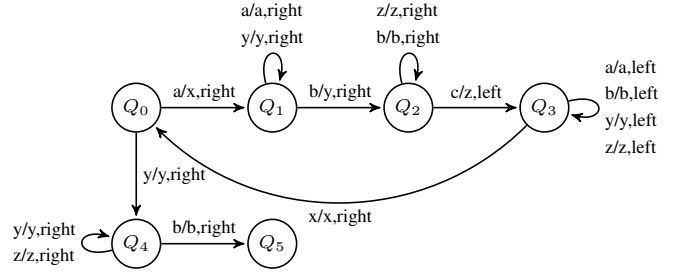 a/a,right
y/y,right
z/z,right
b/b,right
a/a,left
b/b,left
y/y,left
z/z,left
Q0 a/x,right Q1 b/y,right Q2 c/z,left Q3
y/y,right
x/x,right
y/y,right
z/z,right
Q4 b/b,right Q5